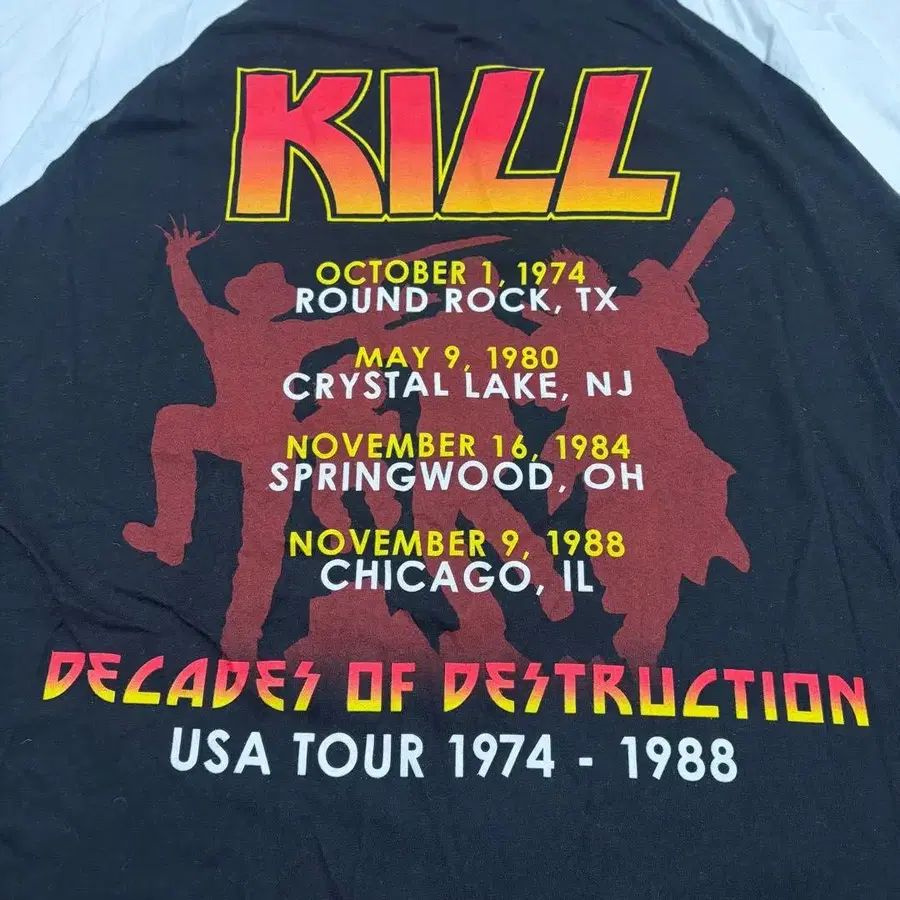 KILL
OCTOBER 1, 1974
ROUND ROCK, TX
MAY 9, 1980
CRYSTAL LAKE, NJ
NOVEMBER 16, 1984
SPRINGWOOD, OH
NOVEMBER 9, 1988
CHICAGO, IL
DECADES OF DESTRUCTION
USA TOUR 1974 - 1988